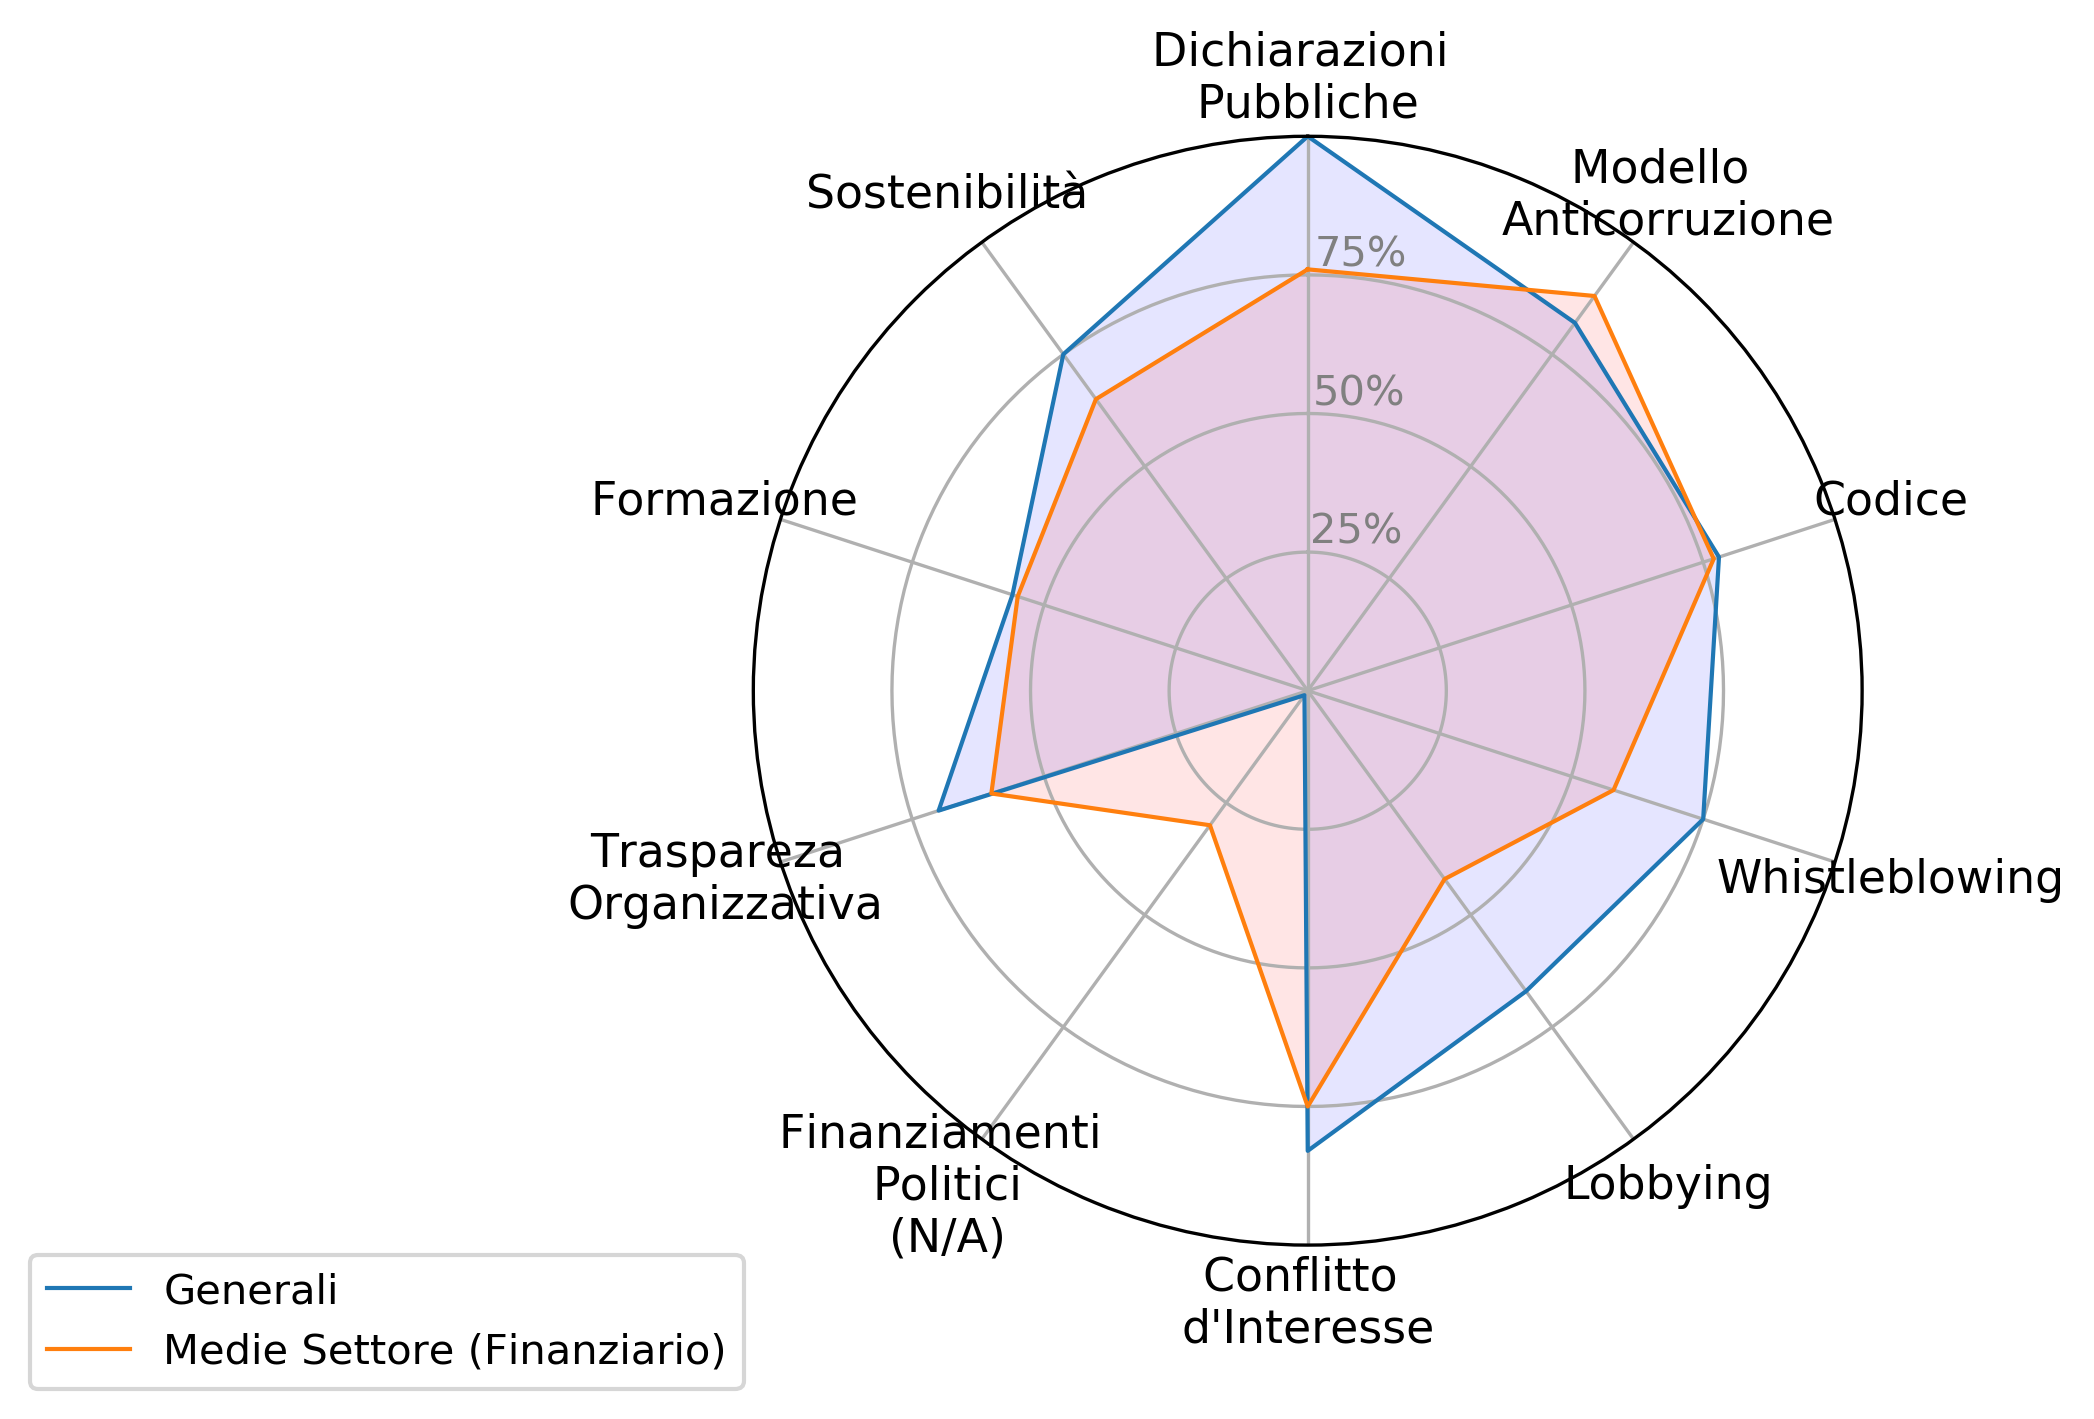 Dichiarazioni
Pubbliche
Modello
Anticorruzione
Sostenibilità
75%
50%
Formazione
Codice
25%
Traspareza
Organizzativa
Whistleblowing
Finanziamenti
Politici
(N/A)
Lobbying
Conflitto
d'Interesse
Generali
Medie Settore (Finanziario)